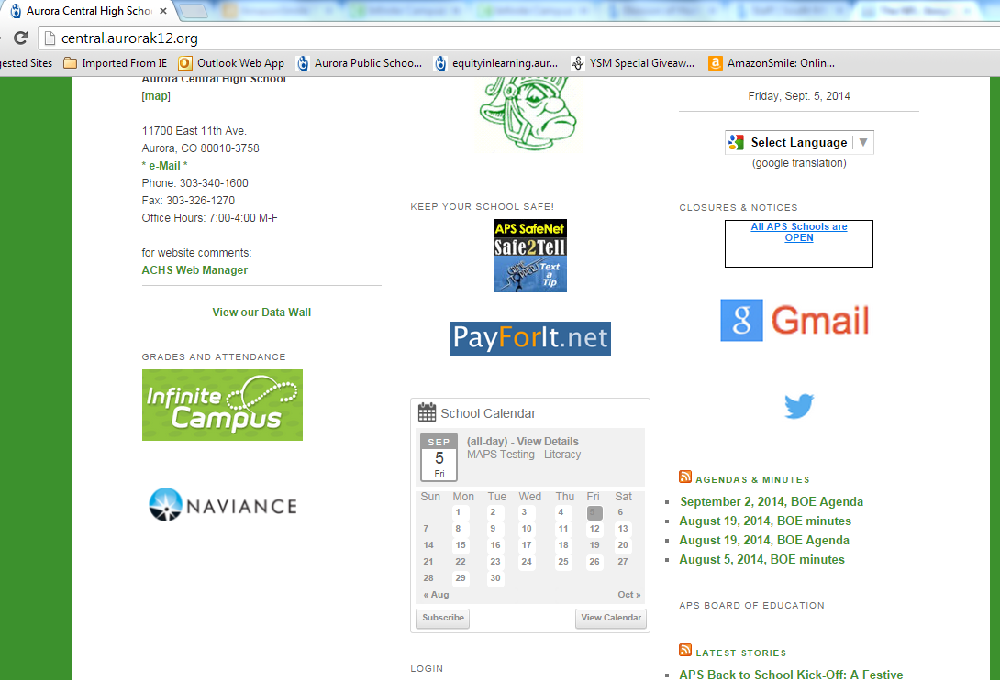 Aurora Central High Scho
central.aurorak12.org
gested Sites
Imported From IE
Outlook Web App
Aurora Public Schoo...
equityinlearning.aur...
YSM Special Giveaw...
AmazonSmile: Onlin...
Aurora Central High School
[map]
11700 East 11th Ave.
Aurora, CO 80010-3758
* e-Mail *
Phone: 303-340-1600
Fax: 303-326-1270
Office Hours: 7:00-4:00 M-F
for website comments:
ACHS Web Manager
View our Data Wall
GRADES AND ATTENDANCE
Infinite
Campus
NAVIANCE
KEEP YOUR SCHOOL SAFE!
APS SafeNet
Safe2Tell
Text
a
Tip
PayForIt.net
School Calendar
SEP
5
Fri
(all-day) - View Details
MAPS Testing - Literacy
Sun Mon Tue Wed Thu Fri Sat
1 2 3 4 5 6
7 8 9 10 11 12 13
14 15 16 17 18 19 20
21 22 23 24 25 26 27
28 29 30
« Aug Oct »
Subscribe View Calendar
LOGIN
Friday, Sept. 5, 2014
Select Language ▼
(google translation)
CLOSURES & NOTICES
All APS Schools are
OPEN
g Gmail
AGENDAS & MINUTES
September 2, 2014, BOE Agenda
August 19, 2014, BOE minutes
August 19, 2014, BOE Agenda
August 5, 2014, BOE minutes
APS BOARD OF EDUCATION
LATEST STORIES
APS Back to School Kick-Off: A Festive